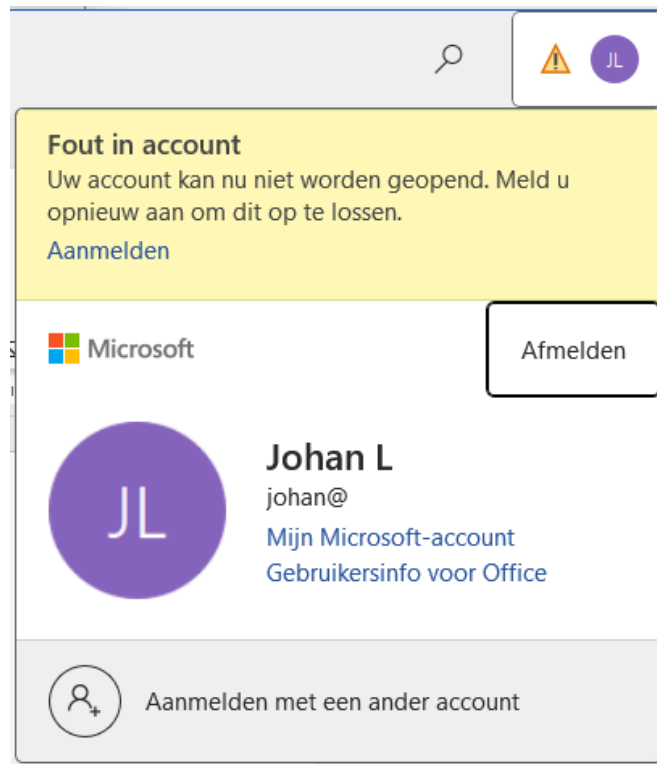 JL
Fout in account
Uw account kan nu niet worden geopend. Meld u
opnieuw aan om dit op te lossen.
Aanmelden
Microsoft
Afmelden
JL
Johan L
johan@
Mijn Microsoft-account
Gebruikersinfo voor Office
Aanmelden met een ander account